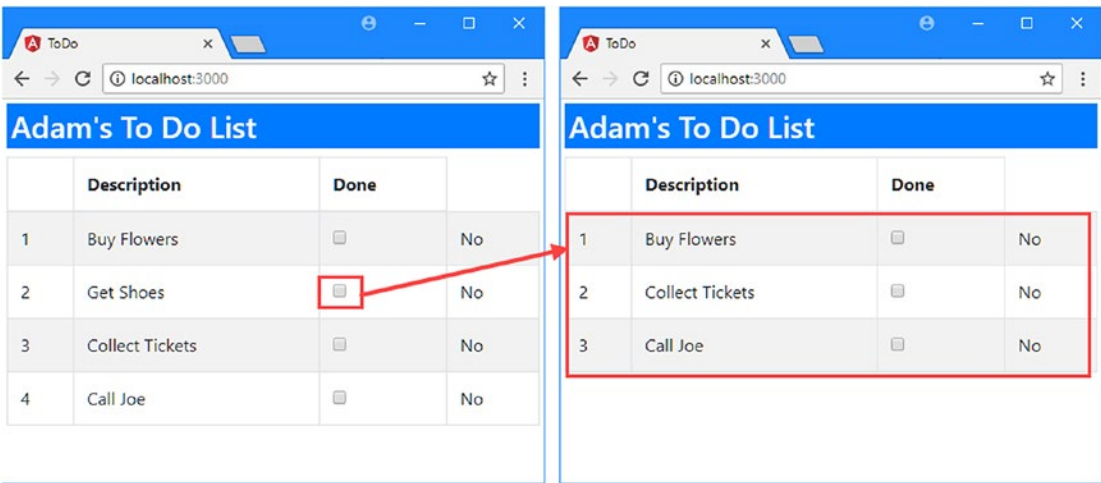 ToDo
localhost:3000
Adam's To Do List
Description Done
1 Buy Flowers No
2 Get Shoes No
3 Collect Tickets No
4 Call Joe No
ToDo
localhost:3000
Adam's To Do List
Description Done
1 Buy Flowers No
2 Collect Tickets No
3 Call Joe No